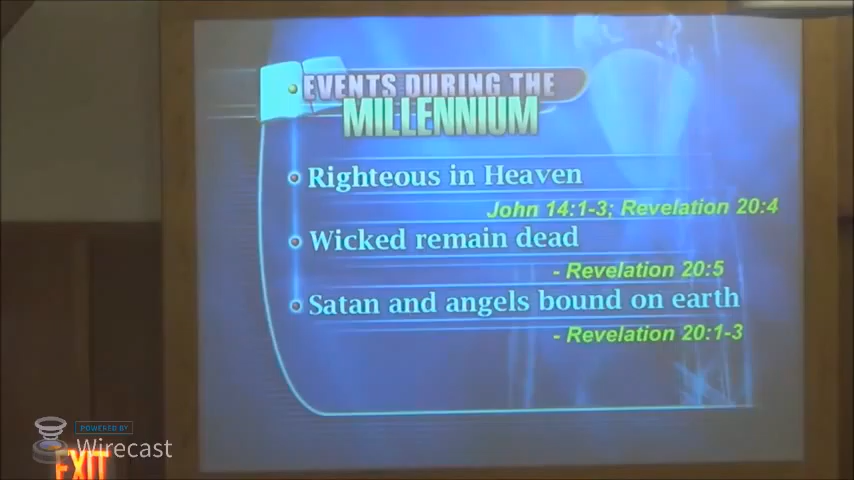 EVENTS DURING THE
MILLENNIUM
Righteous in Heaven
John 14:1-3; Revelation 20:4
Wicked remain dead
- Revelation 20:5
Satan and angels bound on earth
- Revelation 20:1-3
POWERED BY
Wirecast
EXIT